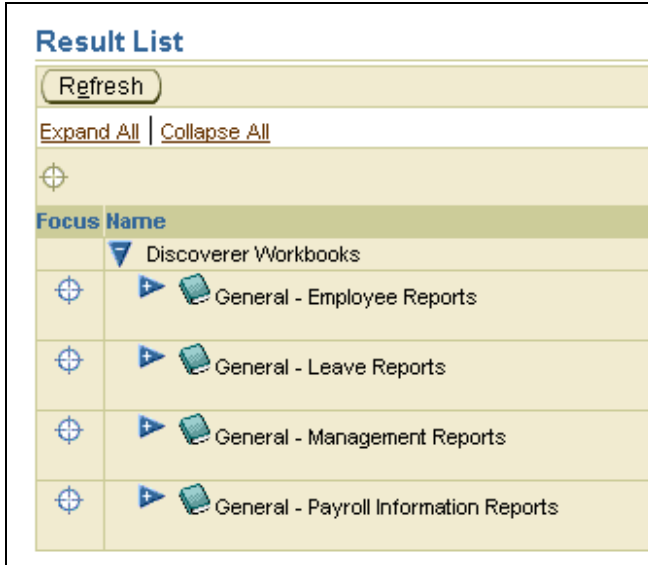 Result List
Refresh
Expand All | Collapse All
Focus Name
Discoverer Workbooks
General - Employee Reports
General - Leave Reports
General - Management Reports
General - Payroll Information Reports